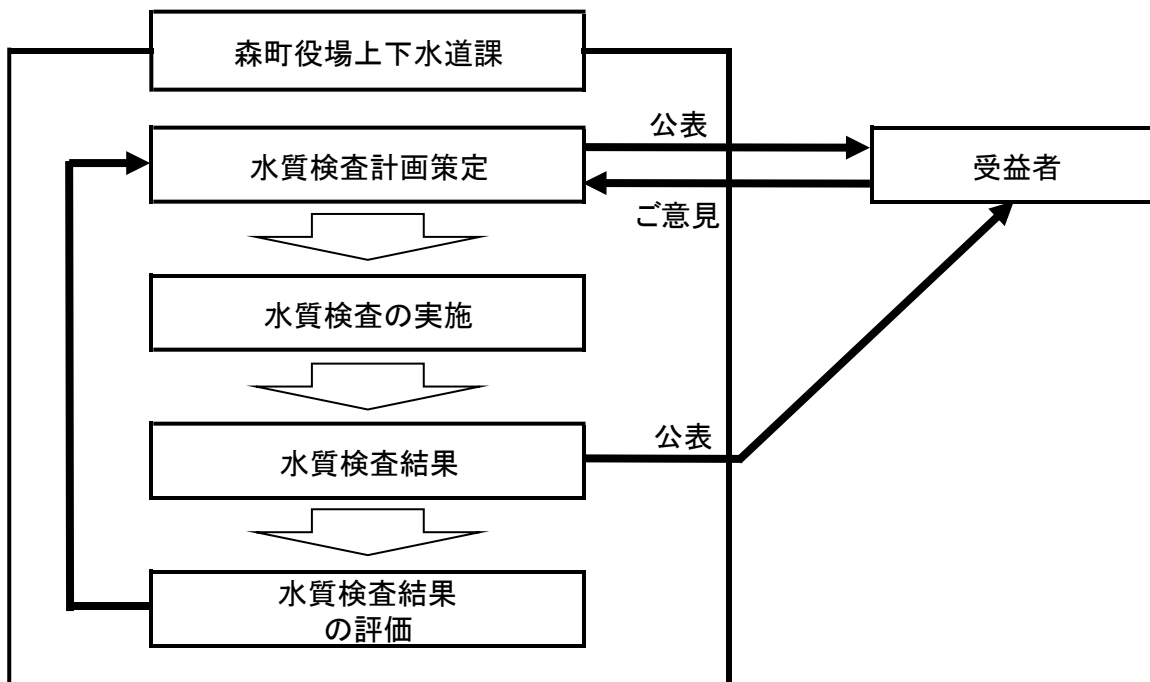 森町役場上下水道課
公表
水質検査計画策定
受益者
ご意見
水質検査の実施
公表
水質検査結果
水質検査結果
の評価